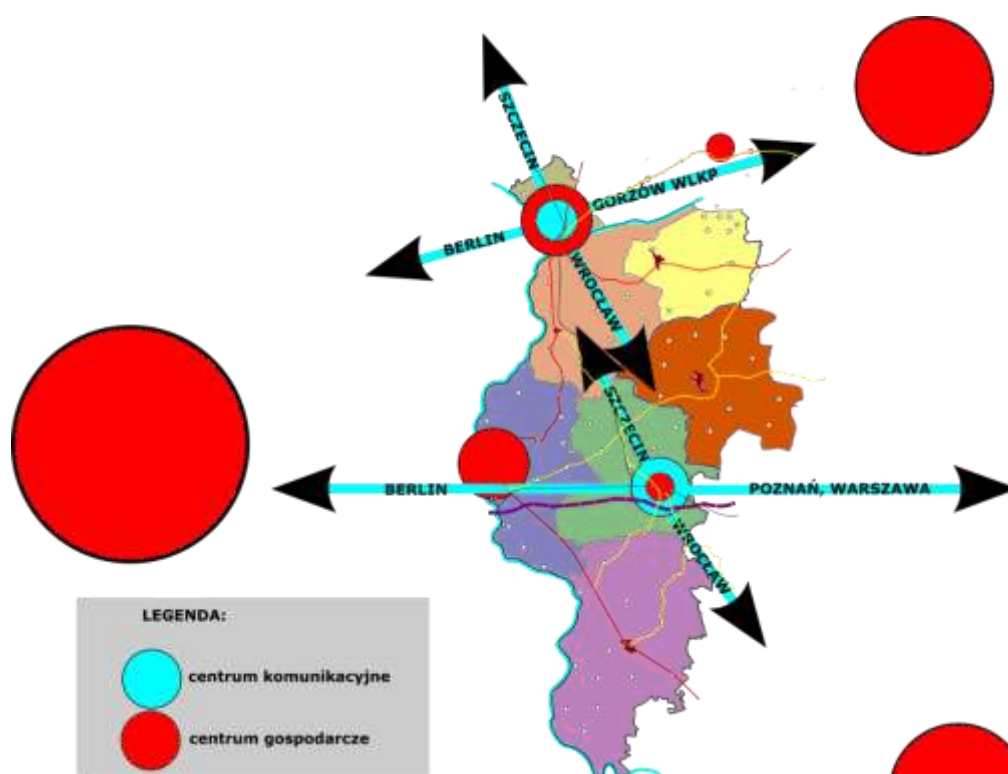 SZCZECIN
GORZÓW WLKP
BERLIN
WROCŁAW
SZCZECIN
BERLIN
POZNAŃ, WARSZAWA
WROCŁAW
LEGENDA:
centrum komunikacyjne
centrum gospodarcze